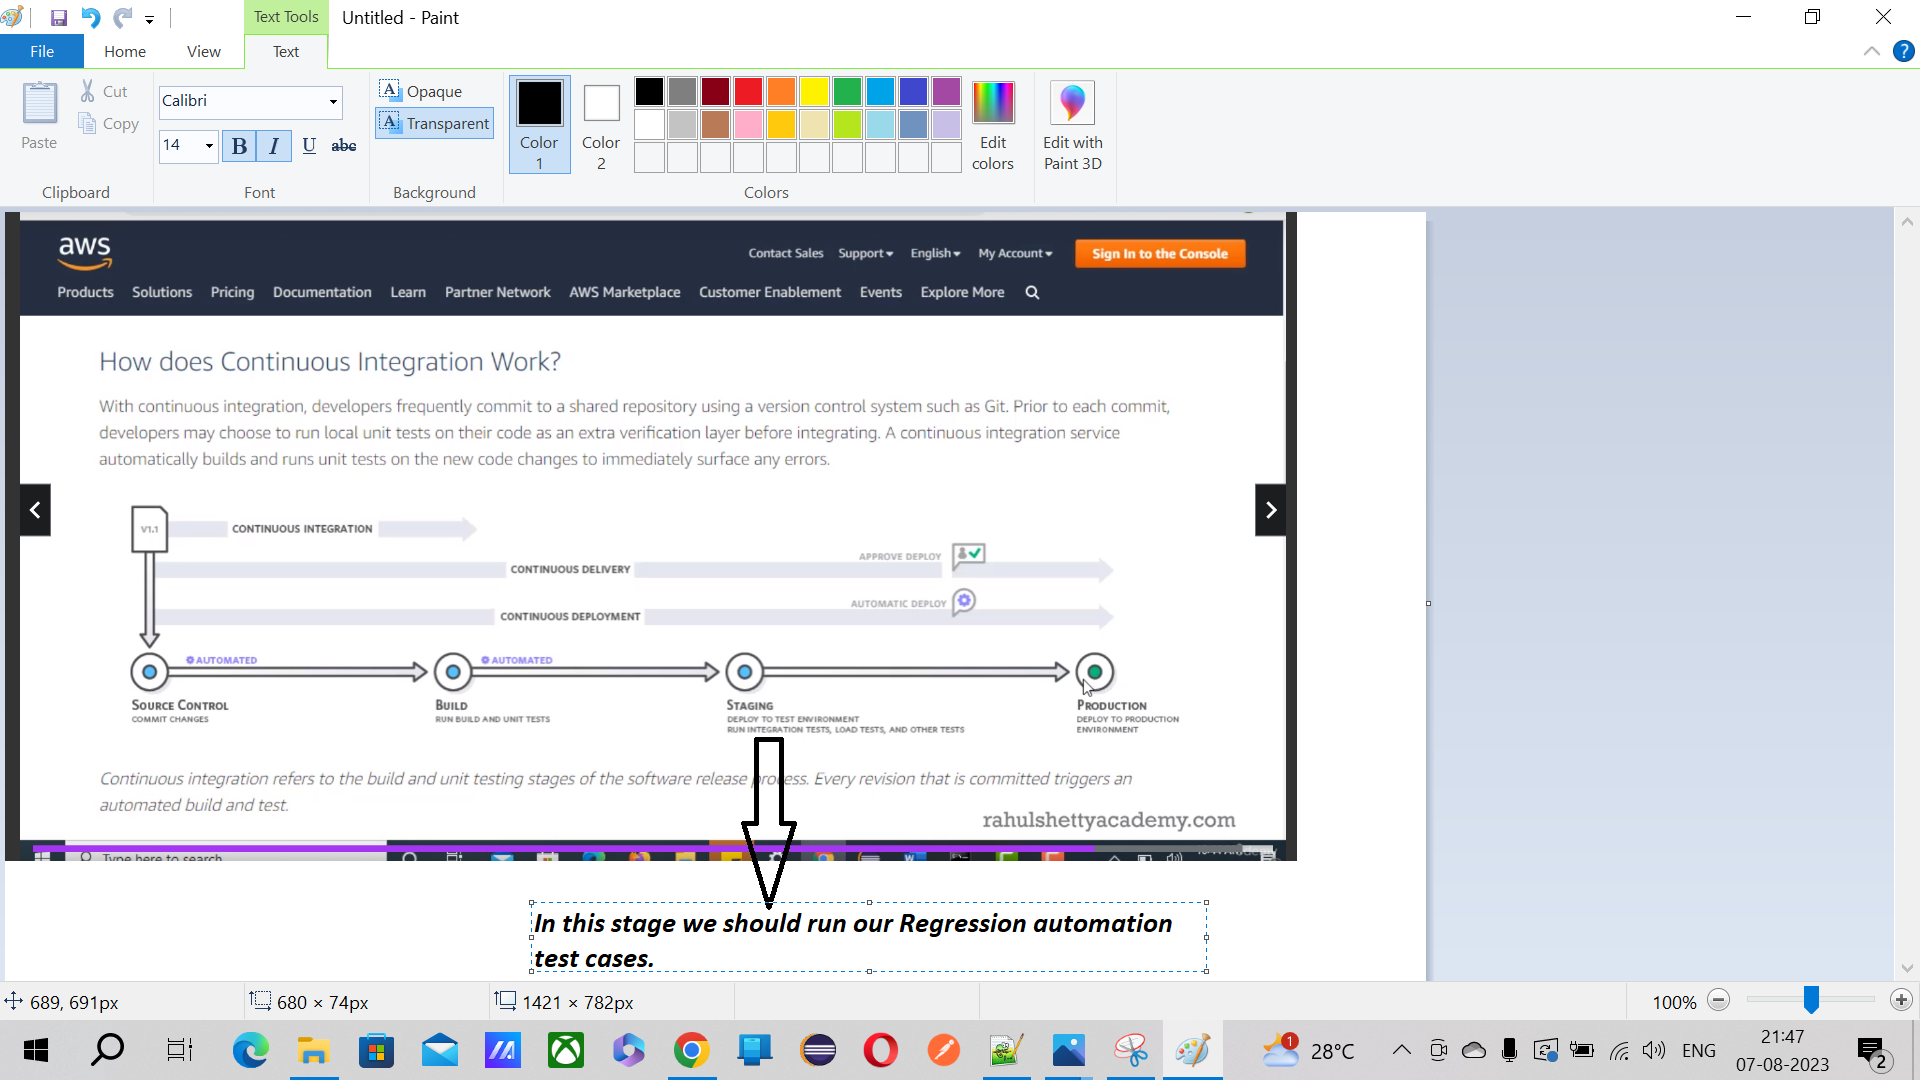 Text Tools
Untitled - Paint
File
Home
View
Text
Paste
Cut
Copy
Clipboard
Calibri
14
B I U abc
Font
A Opaque
A Transparent
Background
Color 1
Color 2
Edit colors
Colors
Edit with Paint 3D
aws
Contact Sales Support English My Account Sign In to the Console
Products Solutions Pricing Documentation Learn Partner Network AWS Marketplace Customer Enablement Events Explore More
How does Continuous Integration Work?
With continuous integration, developers frequently commit to a shared repository using a version control system such as Git. Prior to each commit,
developers may choose to run local unit tests on their code as an extra verification layer before integrating. A continuous integration service
automatically builds and runs unit tests on the new code changes to immediately surface any errors.
V1.1
CONTINUOUS INTEGRATION
APPROVE DEPLOY
CONTINUOUS DELIVERY
AUTOMATIC DEPLOY
CONTINUOUS DEPLOYMENT
AUTOMATED
AUTOMATED
SOURCE CONTROL
COMMIT CHANGES
BUILD
RUN BUILD AND UNIT TESTS
STAGING
DEPLOY TO TEST ENVIRONMENT
RUN INTEGRATION TESTS, LOAD TESTS, AND OTHER TESTS
PRODUCTION
DEPLOY TO PRODUCTION
ENVIRONMENT
Continuous integration refers to the build and unit testing stages of the software release process. Every revision that is committed triggers an
automated build and test.
rahulshettyacademy.com
Type here to search
In this stage we should run our Regression automation
test cases.
689, 691px
680 × 74px
1421 × 782px
100%
1
28°C
ENG
21:47
07-08-2023
2